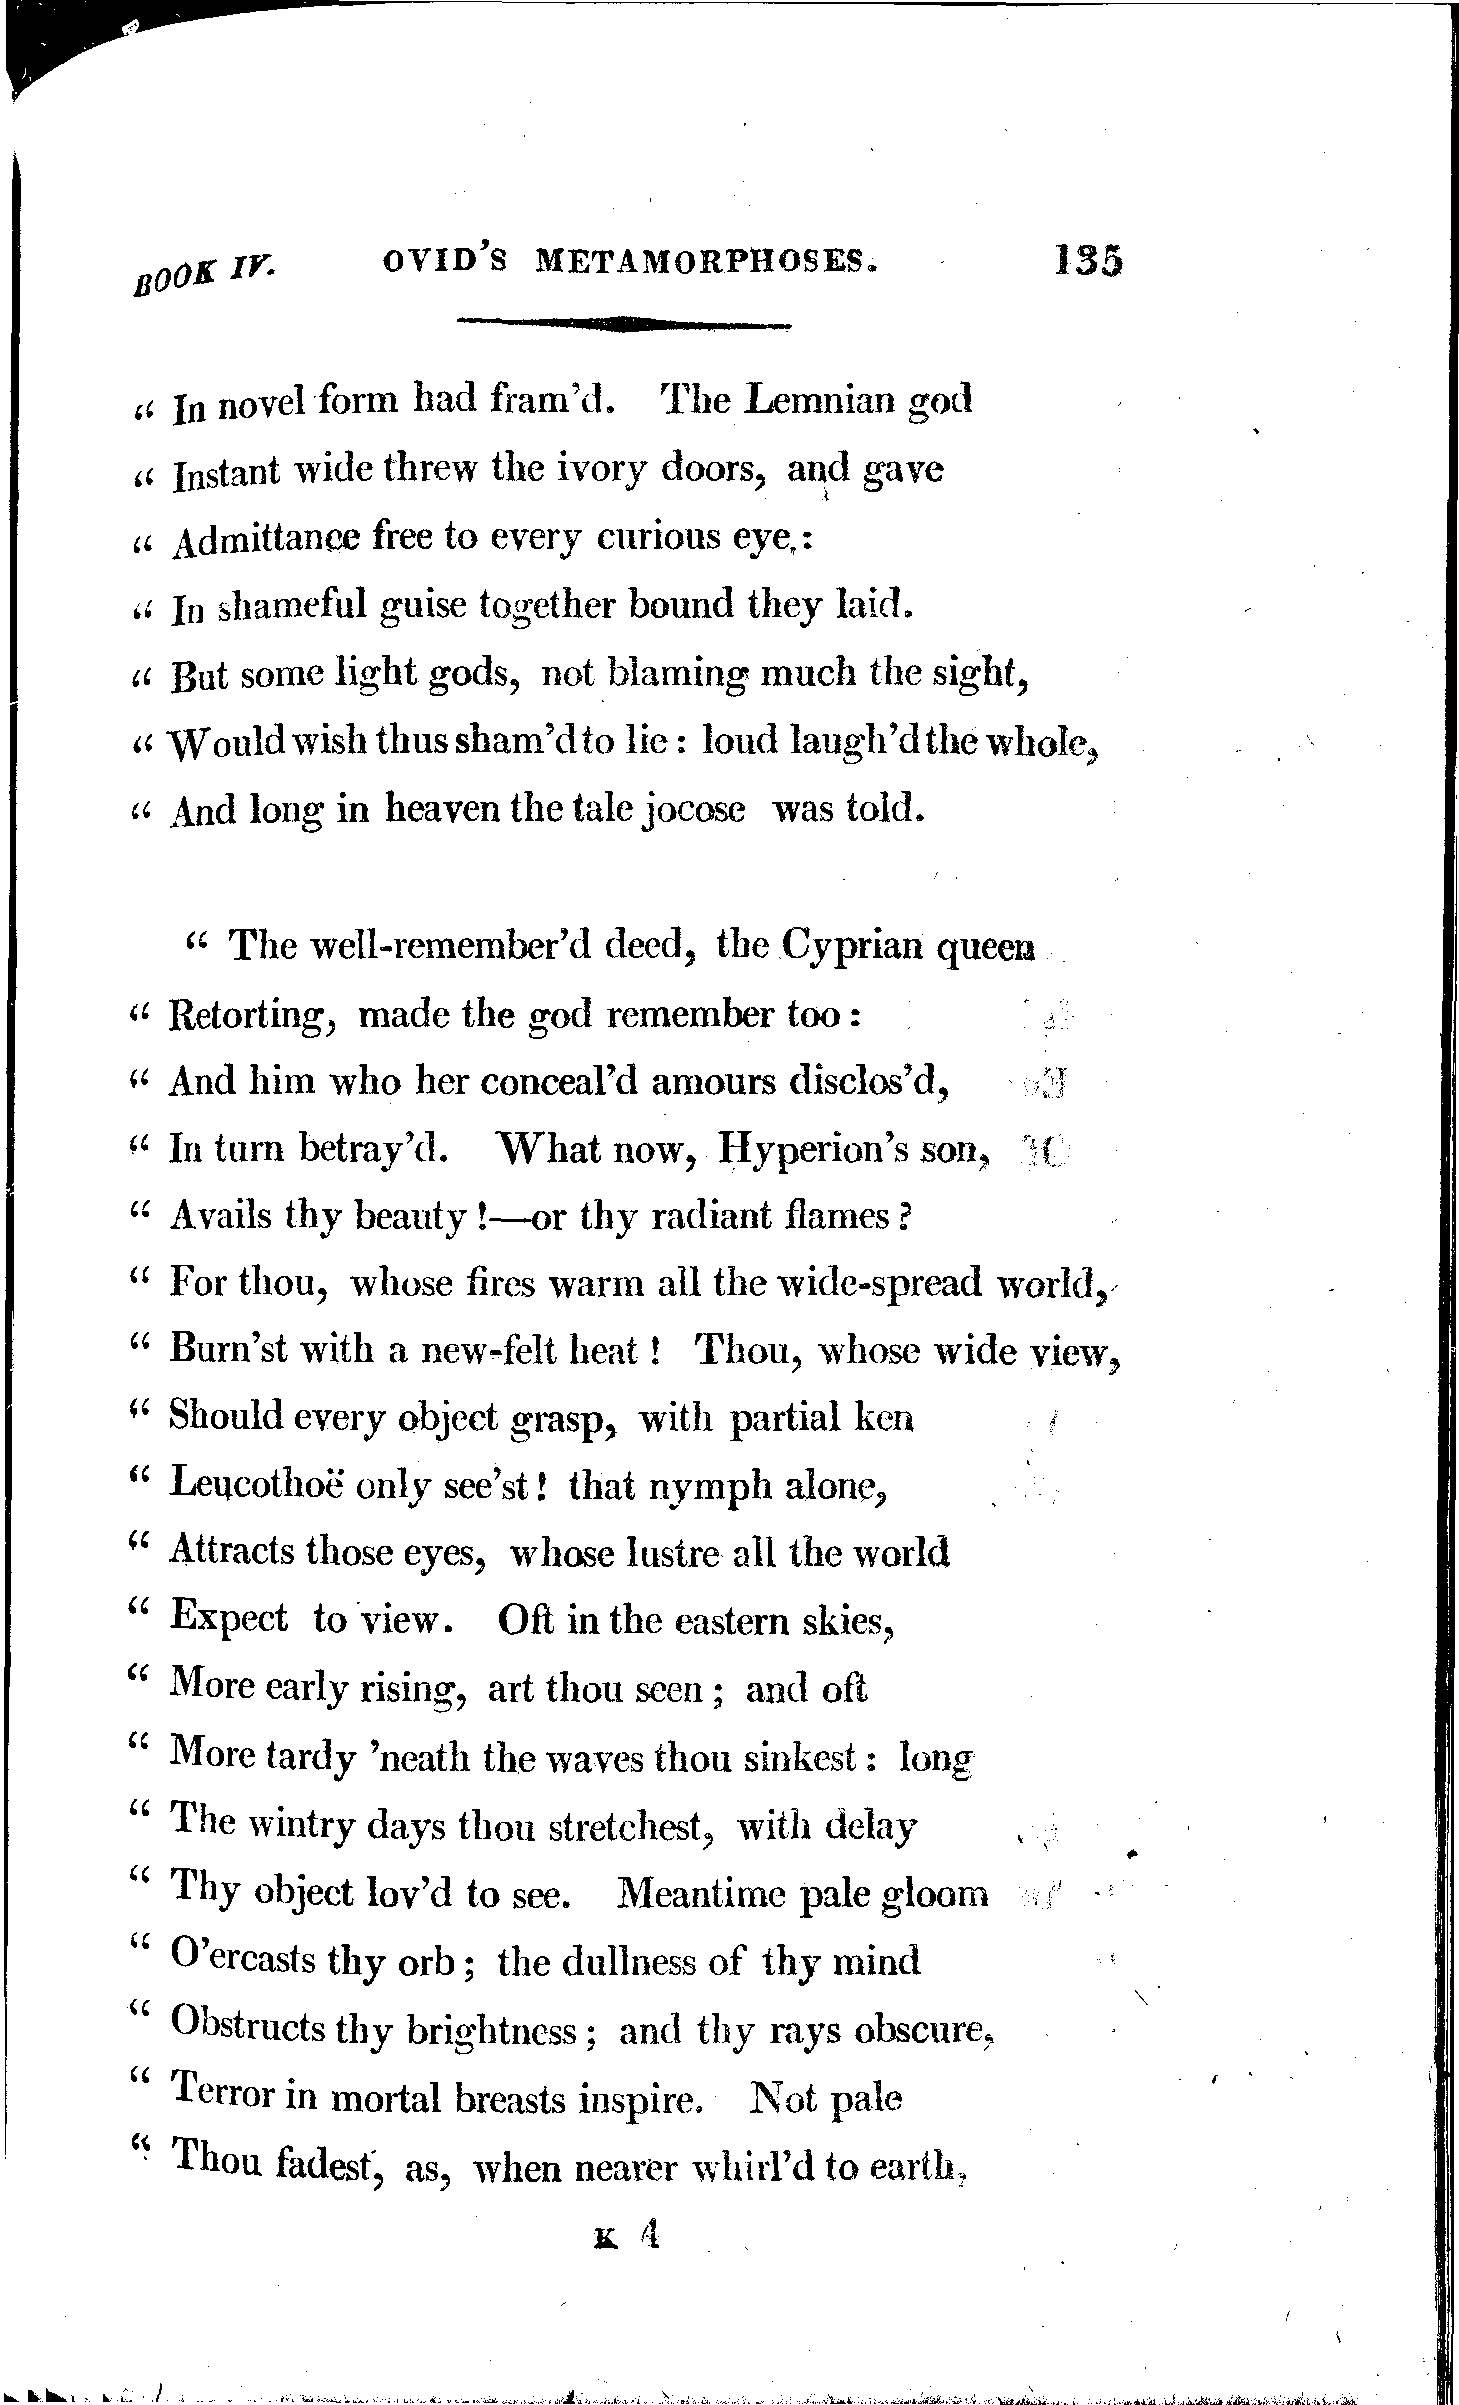 BOOK IV. OVID'S METAMORPHOSES. 135
“ In novel form had fram'd. The Lemnian god
“ Instant wide threw the ivory doors, and gave
“ Admittance free to every curious eye:
“ In shameful guise together bound they laid.
“ But some light gods, not blaming much the sight,
“ Would wish thus sham'd to lie: loud laugh'd the whole,
“ And long in heaven the tale jocose was told.
“ The well-remember'd deed, the Cyprian queen
“ Retorting, made the god remember too:
“ And him who her conceal'd amours disclos'd,
“ In turn betray'd. What now, Hyperion's son,
“ Avails thy beauty!—or thy radiant flames?
“ For thou, whose fires warm all the wide-spread world,
“ Burn'st with a new-felt heat! Thou, whose wide view,
“ Should every object grasp, with partial ken
“ Leucothoë only see'st! that nymph alone,
“ Attracts those eyes, whose lustre all the world
“ Expect to view. Oft in the eastern skies,
“ More early rising, art thou seen; and oft
“ More tardy 'neath the waves thou sinkest: long
“ The wintry days thou stretchest, with delay
“ Thy object lov'd to see. Meantime pale gloom
“ O'ercasts thy orb; the dullness of thy mind
“ Obstructs thy brightness; and thy rays obscure,
“ Terror in mortal breasts inspire. Not pale
“ Thou fadest, as, when nearer whirl'd to earth,
K 4